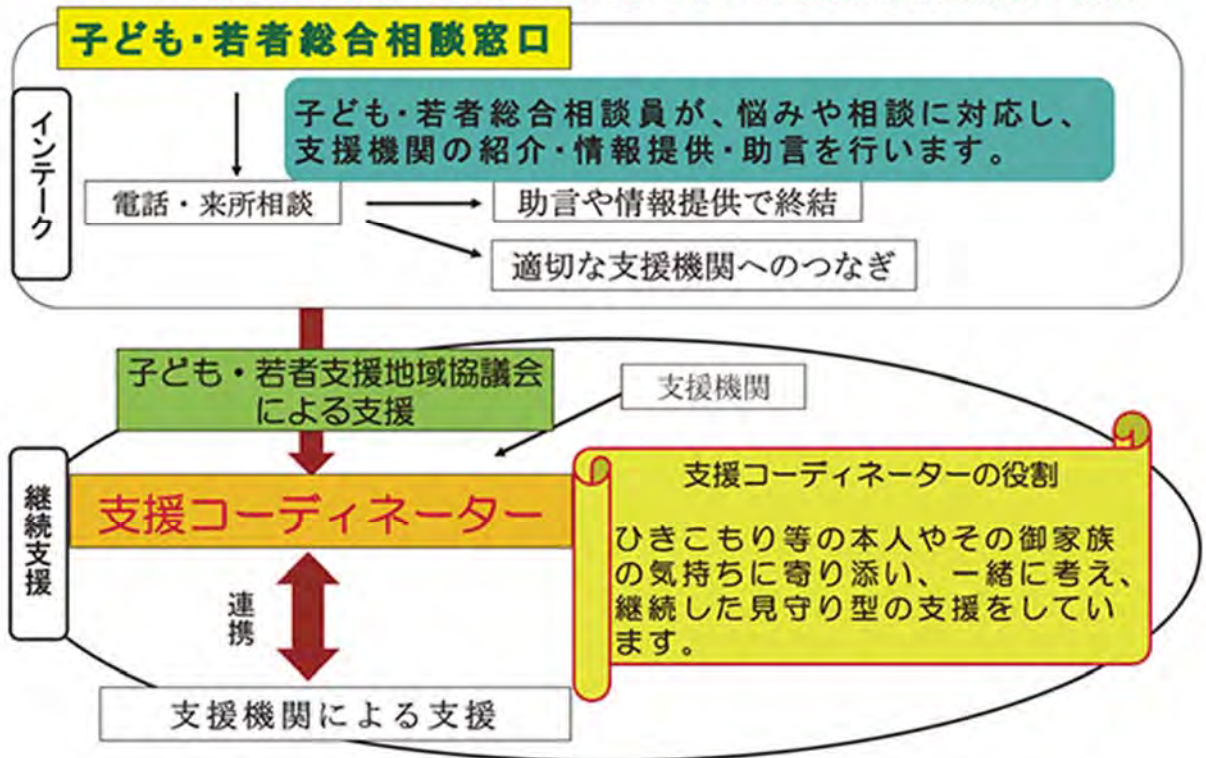 子ども・若者総合相談窓口
インテーク
子ども・若者総合相談員が、悩みや相談に対応し、
支援機関の紹介・情報提供・助言を行います。
電話・来所相談
助言や情報提供で終結
適切な支援機関へのつなぎ
子ども・若者支援地域協議会
による支援
支援機関
継続支援
支援コーディネーター
支援コーディネーターの役割
ひきこもり等の本人やその御家族
の気持ちに寄り添い、一緒に考え、
継続した見守り型の支援をしてい
ます。
連携
支援機関による支援